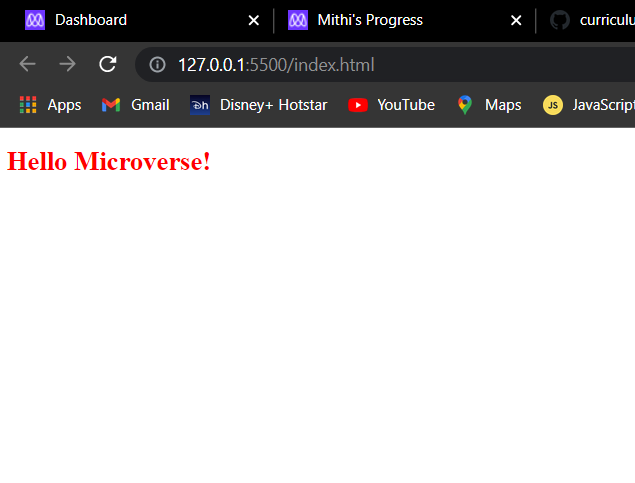 Dashboard
Mithi's Progress
curriculu
127.0.0.1:5500/index.html
Apps
Gmail
Disney+ Hotstar
YouTube
Maps
JS
JavaScript
Hello Microverse!